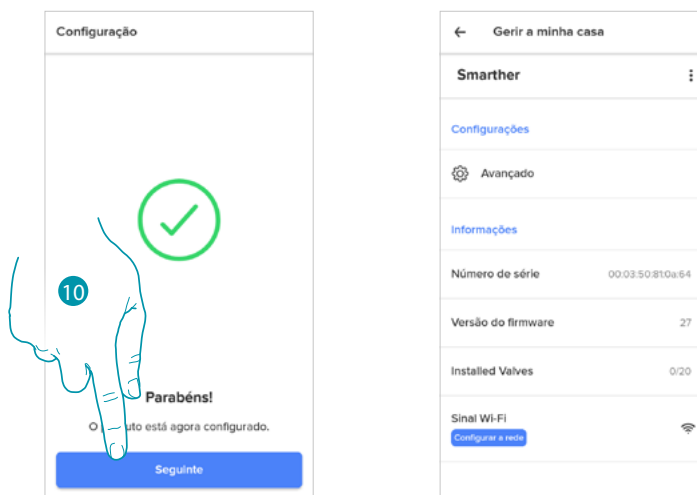 Configuração
10
Parabéns!
O uto está agora configurado.
Seguinte
Gerir a minha casa
Smarther
Configurações
Avançado
Informações
Número de série 00:03:50:81:0a:64
Versão do firmware 27
Installed Valves 0/20
Sinal Wi-Fi
Configurar a rede